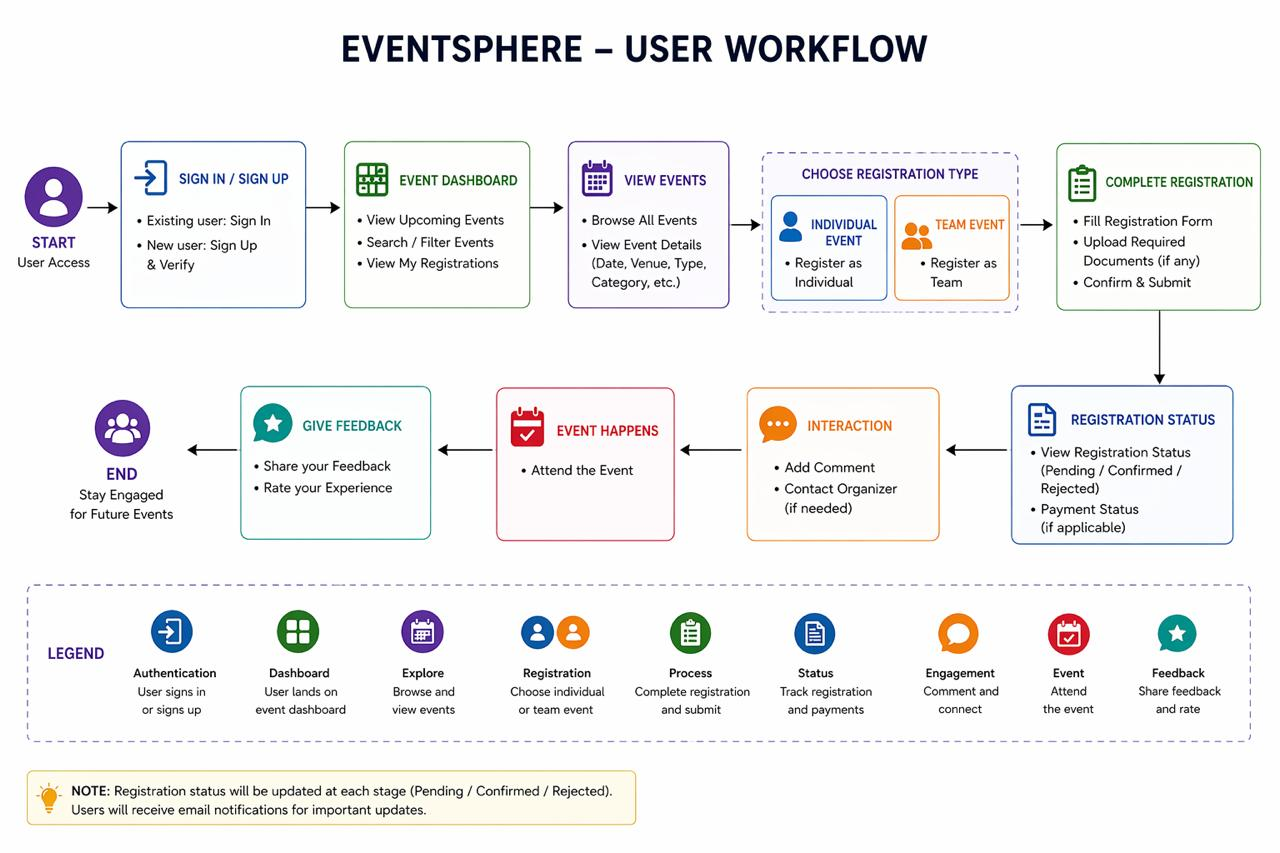 EVENTSPHERE – USER WORKFLOW
START
User Access
SIGN IN / SIGN UP
• Existing user: Sign In
• New user: Sign Up
& Verify
EVENT DASHBOARD
• View Upcoming Events
• Search / Filter Events
• View My Registrations
VIEW EVENTS
• Browse All Events
• View Event Details
(Date, Venue, Type,
Category, etc.)
CHOOSE REGISTRATION TYPE
INDIVIDUAL
EVENT
• Register as
Individual
TEAM EVENT
• Register as
Team
COMPLETE REGISTRATION
• Fill Registration Form
• Upload Required
Documents (if any)
• Confirm & Submit
REGISTRATION STATUS
• View Registration Status
(Pending / Confirmed /
Rejected)
• Payment Status
(if applicable)
INTERACTION
• Add Comment
• Contact Organizer
(if needed)
EVENT HAPPENS
• Attend the Event
GIVE FEEDBACK
• Share your Feedback
• Rate your Experience
END
Stay Engaged
for Future Events
LEGEND
Authentication
User signs in
or signs up
Dashboard
User lands on
event dashboard
Explore
Browse and
view events
Registration
Choose individual
or team event
Process
Complete registration
and submit
Status
Track registration
and payments
Engagement
Comment and
connect
Event
Attend
the event
Feedback
Share feedback
and rate
NOTE: Registration status will be updated at each stage (Pending / Confirmed / Rejected).
Users will receive email notifications for important updates.